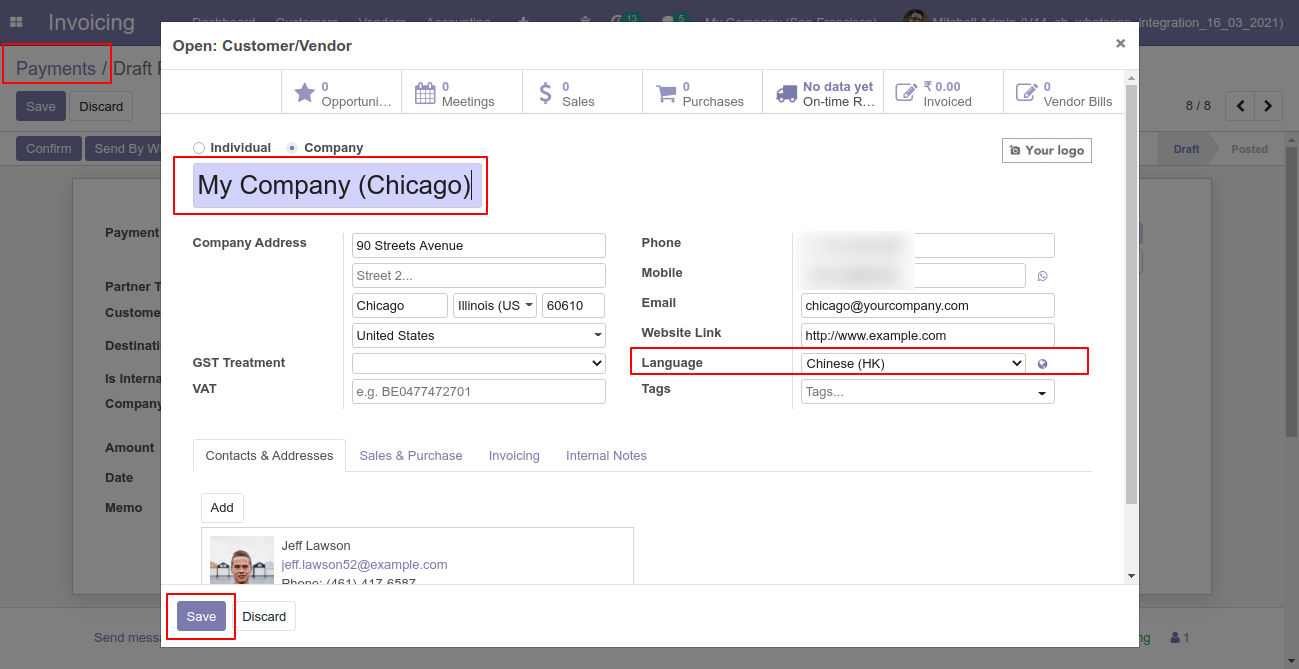 Invoicing
Dashboard Customers Vendors Accounting
13
5
My Company (San Francisco)
Mitchell Admin (V14_sh_whatsapp_integration_16_03_2021)
Payments / Draft P
Save
Discard
8 / 8
Confirm
Send By Wh
Draft
Posted
Payment
Partner T
Custome
Destinati
Is Interna
Company
Amount
Date
Memo
Send messa
ng
1
Open: Customer/Vendor
×
0
Opportuni...
0
Meetings
$
0
Sales
0
Purchases
No data yet
On-time R...
₹ 0.00
Invoiced
0
Vendor Bills
Individual
Company
Your logo
My Company (Chicago)
Company Address
90 Streets Avenue
Street 2...
Chicago
Illinois (US
60610
United States
GST Treatment
VAT
e.g. BE0477472701
Phone
Mobile
Email
chicago@yourcompany.com
Website Link
http://www.example.com
Language
Chinese (HK)
Tags
Tags...
Contacts & Addresses
Sales & Purchase
Invoicing
Internal Notes
Add
Jeff Lawson
jeff.lawson52@example.com
Phone: (461) 417-6587
Save
Discard